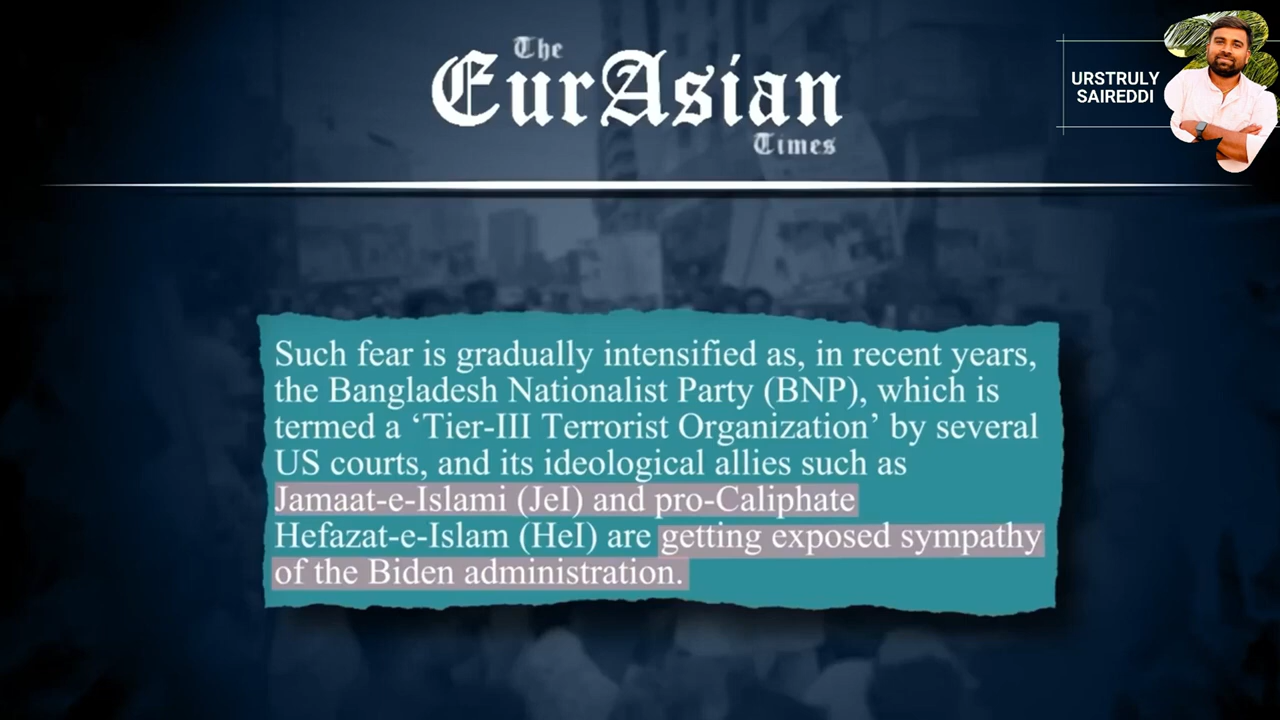 The
EurAsian
Times
URSTRULY
SAIREDDI
Such fear is gradually intensified as, in recent years,
the Bangladesh Nationalist Party (BNP), which is
termed a ‘Tier-III Terrorist Organization’ by several
US courts, and its ideological allies such as
Jamaat-e-Islami (JeI) and pro-Caliphate
Hefazat-e-Islam (HeI) are getting exposed sympathy
of the Biden administration.